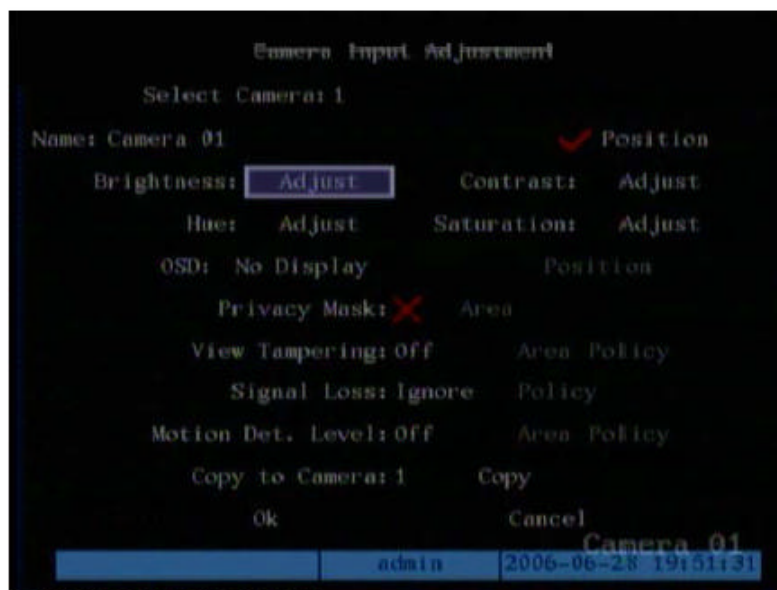 Camera Input Adjustment
Select Camera: 1
Name: Camera 01 Position
Brightness: Adjust Contrast: Adjust
Hue: Adjust Saturation: Adjust
OSD: No Display Position
Privacy Mask: Area
View Tampering: Off Area Policy
Signal Loss: Ignore Policy
Motion Det. Level: Off Area Policy
Copy to Camera: 1 Copy
Ok Cancel
Camera 01
admin 2006-06-28 19:51:31